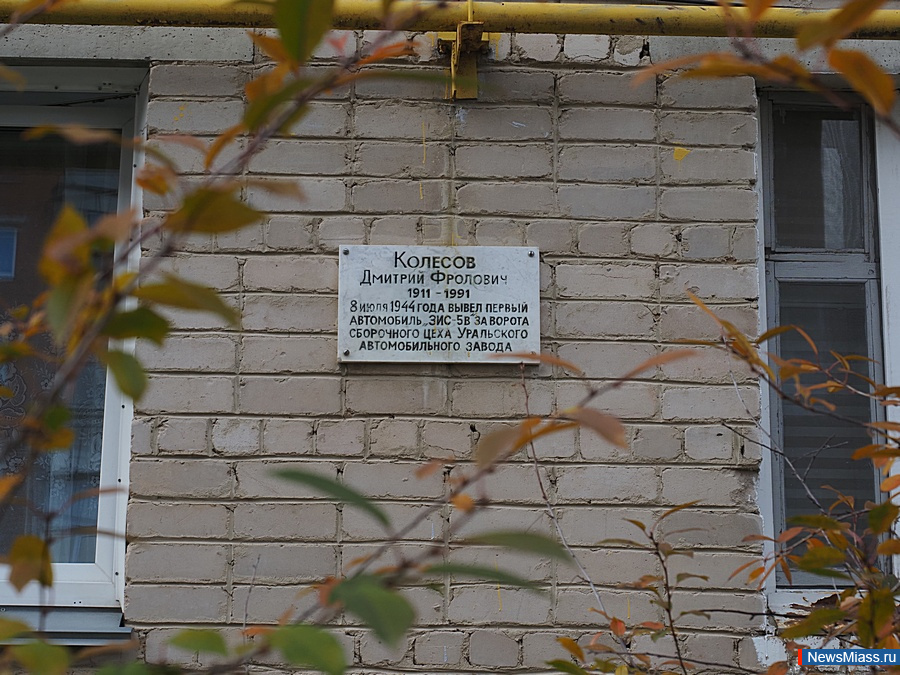 Колесов
Дмитрий Фролович
1911 - 1991
8 июля 1944 года вывел первый
автомобиль „ЗИС-5В" за ворота
сборочного цеха Уральского
автомобильного завода
NewsMiass.ru